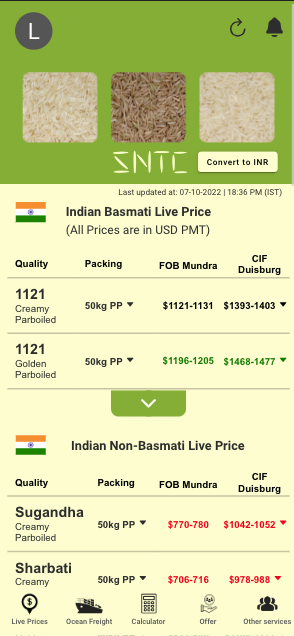 L
SNTC
Convert to INR
Last updated at: 07-10-2022 | 18:36 PM (IST)
Indian Basmati Live Price
(All Prices are in USD PMT)
Quality Packing FOB Mundra CIF Duisburg
1121 Creamy Parboiled 50kg PP $1121-1131 $1393-1403
1121 Golden Parboiled 50kg PP $1196-1205 $1468-1477
Indian Non-Basmati Live Price
Quality Packing FOB Mundra CIF Duisburg
Sugandha Creamy Parboiled 50kg PP $770-780 $1042-1052
Sharbati Creamy 50kg PP $706-716 $978-988
Live Prices Ocean Freight Calculator Offer Other services